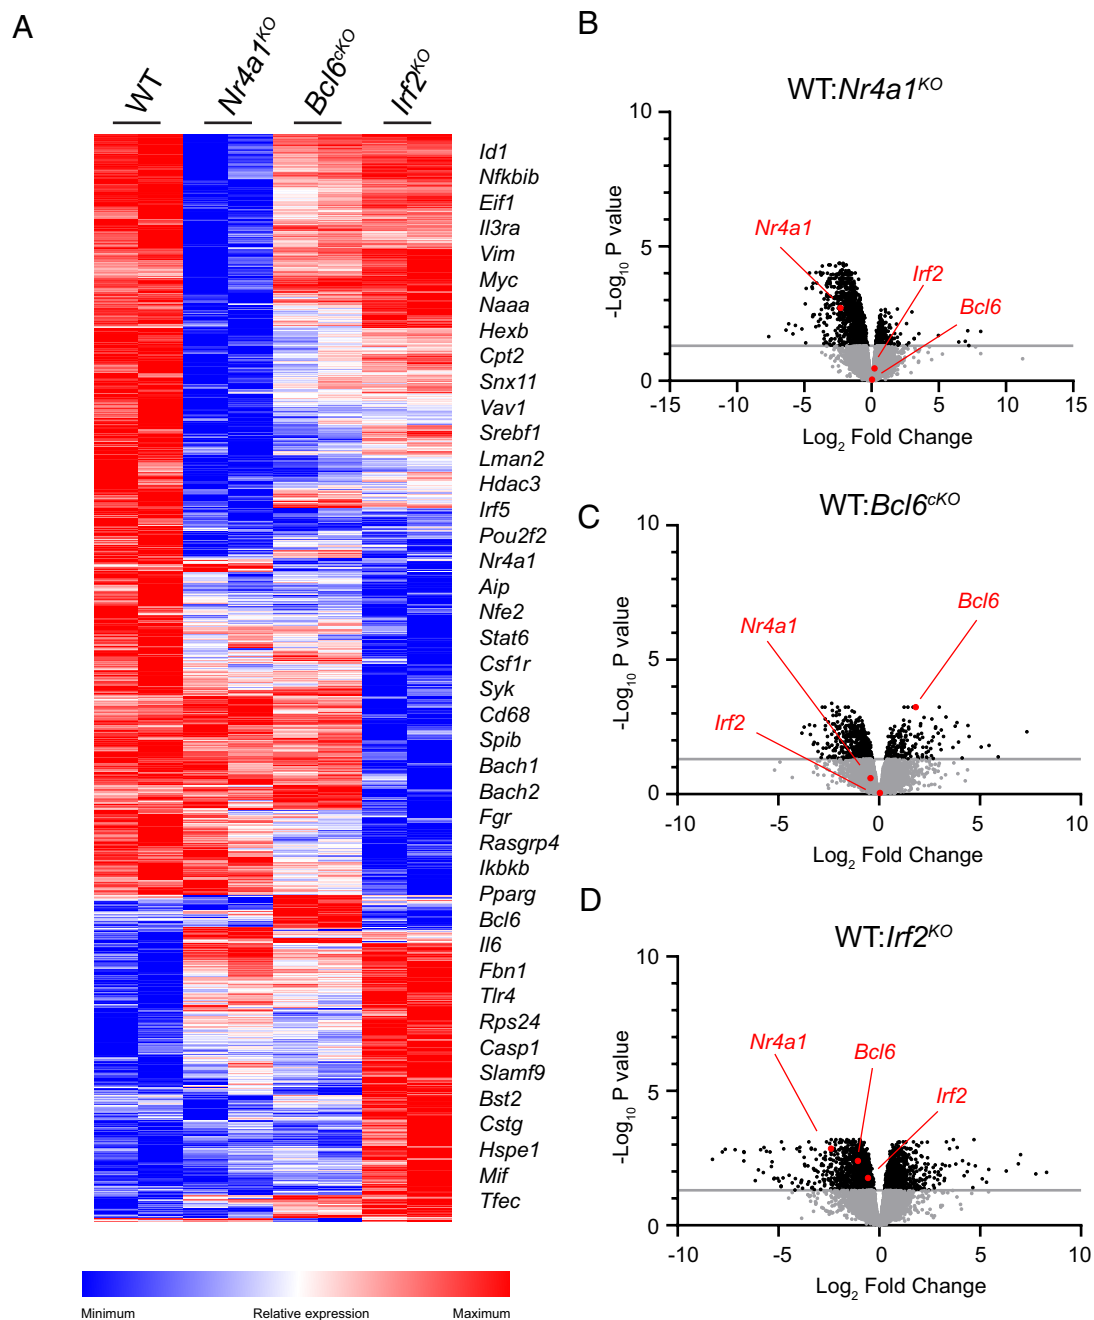 A
WT
Nr4a1KO
Bcl6cKO
Irf2KO
Id1
Nfkbib
Eif1
Il3ra
Vim
Myc
Naaa
Hexb
Cpt2
Snx11
Vav1
Srebf1
Lman2
Hdac3
Irf5
Pou2f2
Nr4a1
Aip
Nfe2
Stat6
Csf1r
Syk
Cd68
Spib
Bach1
Bach2
Fgr
Rasgrp4
Ikbkb
Pparg
Bcl6
Il6
Fbn1
Tlr4
Rps24
Casp1
Slamf9
Bst2
Cstg
Hspe1
Mif
Tfec
Minimum Relative expression Maximum
B
WT:Nr4a1KO
10
5
0
-Log10 P value
Nr4a1
Irf2
Bcl6
-15 -10 -5 0 5 10 15
Log2 Fold Change
C
WT:Bcl6cKO
10
5
0
-Log10 P value
Bcl6
Nr4a1
Irf2
-10 -5 0 5 10
Log2 Fold Change
D
WT:Irf2KO
10
5
0
-Log10 P value
Nr4a1
Bcl6
Irf2
-10 -5 0 5 10
Log2 Fold Change